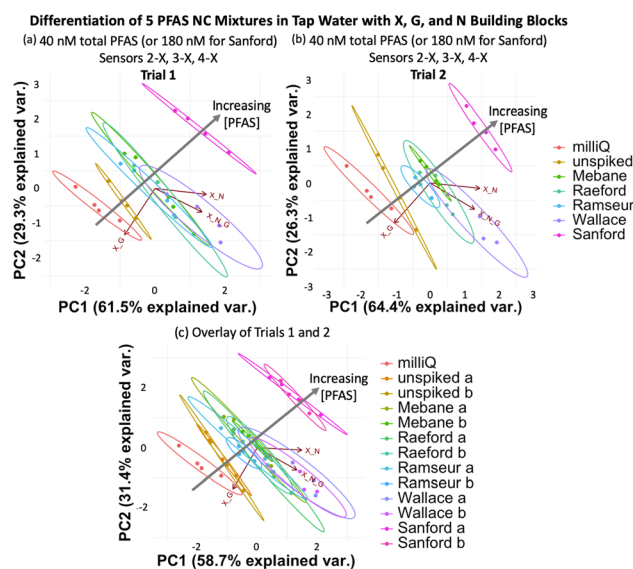 Differentiation of 5 PFAS NC Mixtures in Tap Water with X, G, and N Building Blocks
(a) 40 nM total PFAS (or 180 nM for Sanford)
Sensors 2-X, 3-X, 4-X
Trial 1
3
2
1
0
-1
-2
-2
0
2
PC2 (29.3% explained var.)
PC1 (61.5% explained var.)
Increasing
[PFAS]
X_N
X_N_G
X_G
(b) 40 nM total PFAS (or 180 nM for Sanford)
Sensors 2-X, 3-X, 4-X
Trial 2
3
2
1
0
-1
-2
-3
-3
-2
-1
0
1
2
3
PC2 (26.3% explained var.)
PC1 (64.4% explained var.)
Increasing
[PFAS]
X_N
X_N_G
X_G
milliQ
unspiked
Mebane
Raeford
Ramseur
Wallace
Sanford
(c) Overlay of Trials 1 and 2
2
0
-2
-2
0
2
PC2 (31.4% explained var.)
PC1 (58.7% explained var.)
Increasing
[PFAS]
X_N
X_N_G
X_G
milliQ
unspiked a
unspiked b
Mebane a
Mebane b
Raeford a
Raeford b
Ramseur a
Ramseur b
Wallace a
Wallace b
Sanford a
Sanford b